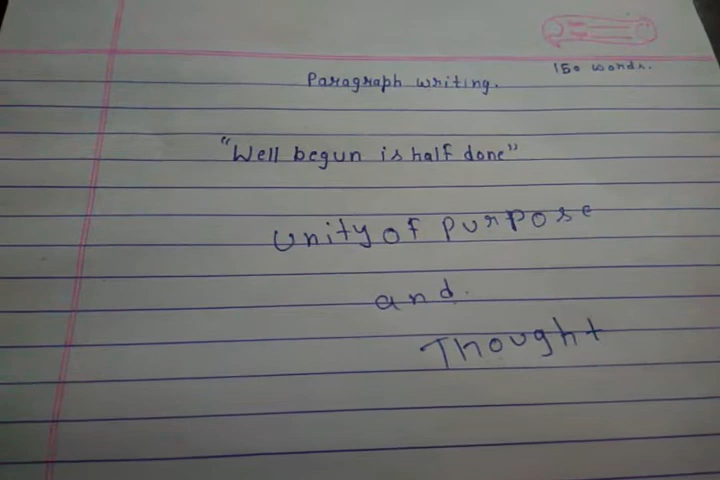 150 words.
Paragraph writing.
"Well begun is half done"
Unity of purpose
and.
Thought